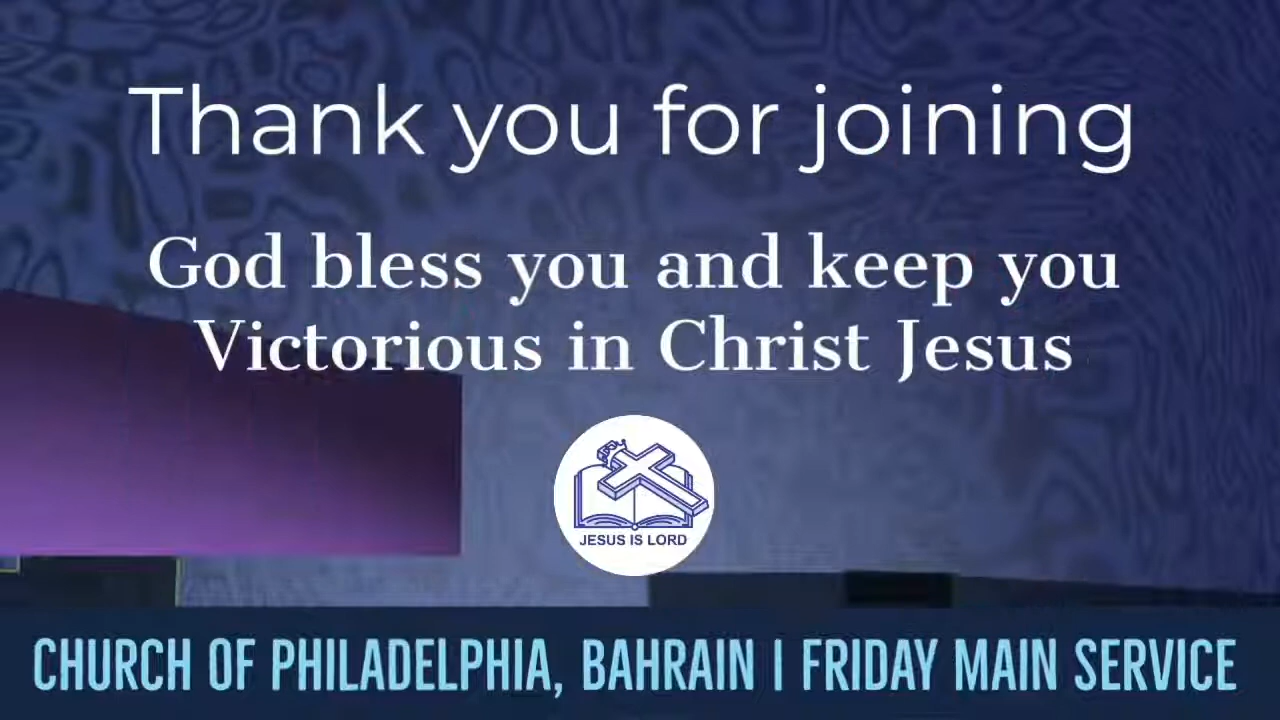 Thank you for joining
God bless you and keep you
Victorious in Christ Jesus
JESUS IS LORD
CHURCH OF PHILADELPHIA, BAHRAIN | FRIDAY MAIN SERVICE